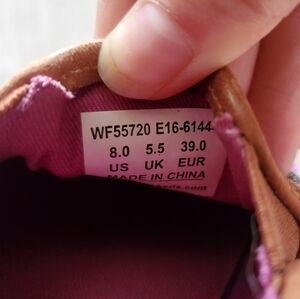 WF55720 E16-6144-
8.0 5.5 39.0
US UK EUR
MADE IN CHINA